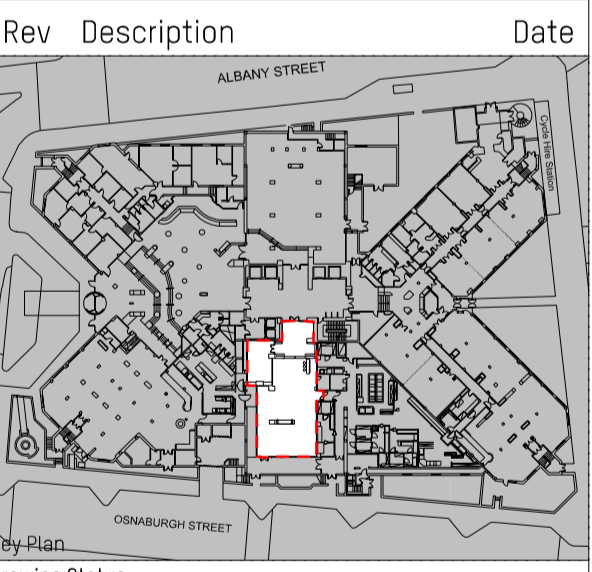 Rev Description Date
ALBANY STREET
Cycle Hire Station
OSNABURGH STREET
ey Plan